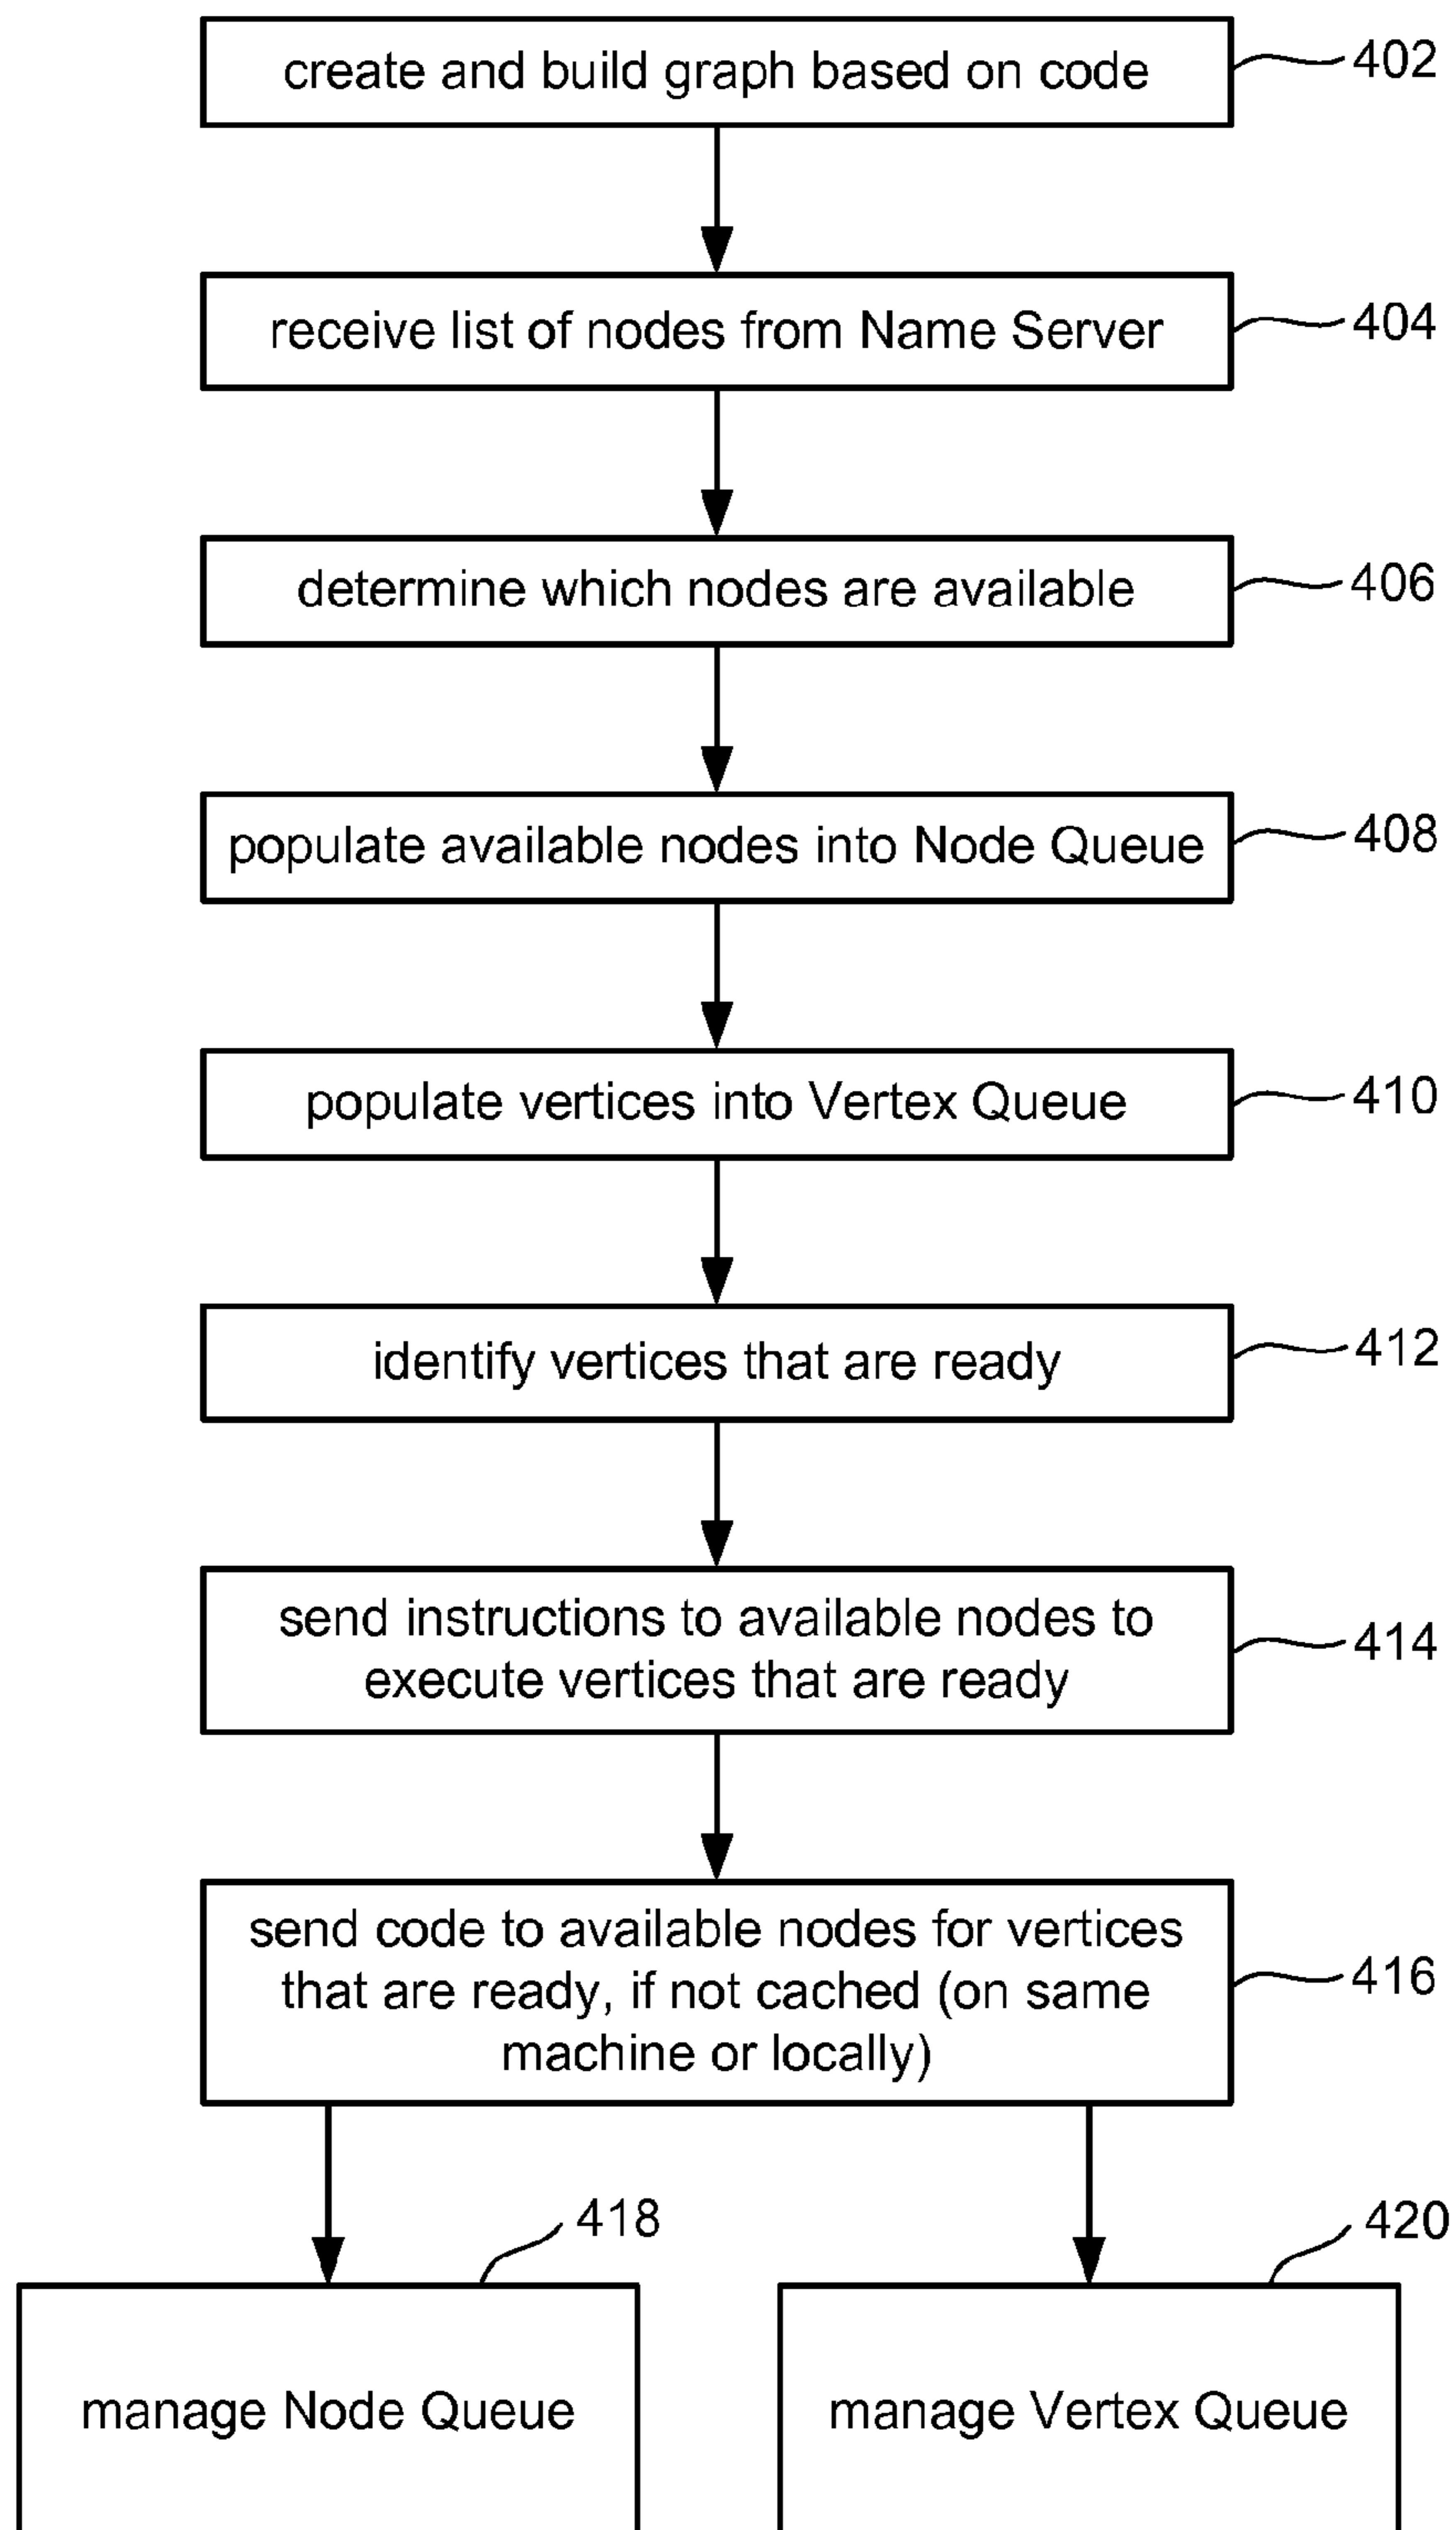 create and build graph based on code
402
receive list of nodes from Name Server
404
determine which nodes are available
406
populate available nodes into Node Queue
408
populate vertices into Vertex Queue
410
identify vertices that are ready
412
send instructions to available nodes to
execute vertices that are ready
414
send code to available nodes for vertices
that are ready, if not cached (on same
machine or locally)
416
418
manage Node Queue
420
manage Vertex Queue